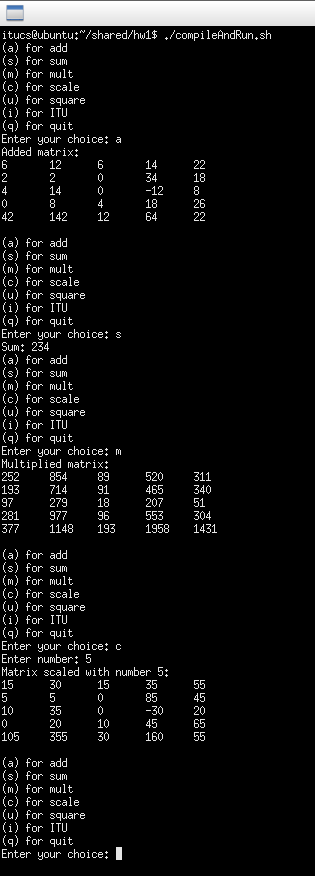 itucs@ubuntu:~/shared/hw1$ ./compileAndRun.sh
(a) for add
(s) for sum
(m) for mult
(c) for scale
(u) for square
(i) for ITU
(q) for quit
Enter your choice: a
Added matrix:
6 12 6 14 22
2 2 0 34 18
4 14 0 -12 8
0 8 4 18 26
42 142 12 64 22
(a) for add
(s) for sum
(m) for mult
(c) for scale
(u) for square
(i) for ITU
(q) for quit
Enter your choice: s
Sum: 234
(a) for add
(s) for sum
(m) for mult
(c) for scale
(u) for square
(i) for ITU
(q) for quit
Enter your choice: m
Multiplied matrix:
252 854 89 520 311
193 714 91 465 340
97 279 18 207 51
281 977 96 553 304
377 1148 193 1958 1431
(a) for add
(s) for sum
(m) for mult
(c) for scale
(u) for square
(i) for ITU
(q) for quit
Enter your choice: c
Enter number: 5
Matrix scaled with number 5:
15 30 15 35 55
5 5 0 85 45
10 35 0 -30 20
0 20 10 45 65
105 355 30 160 55
(a) for add
(s) for sum
(m) for mult
(c) for scale
(u) for square
(i) for ITU
(q) for quit
Enter your choice: